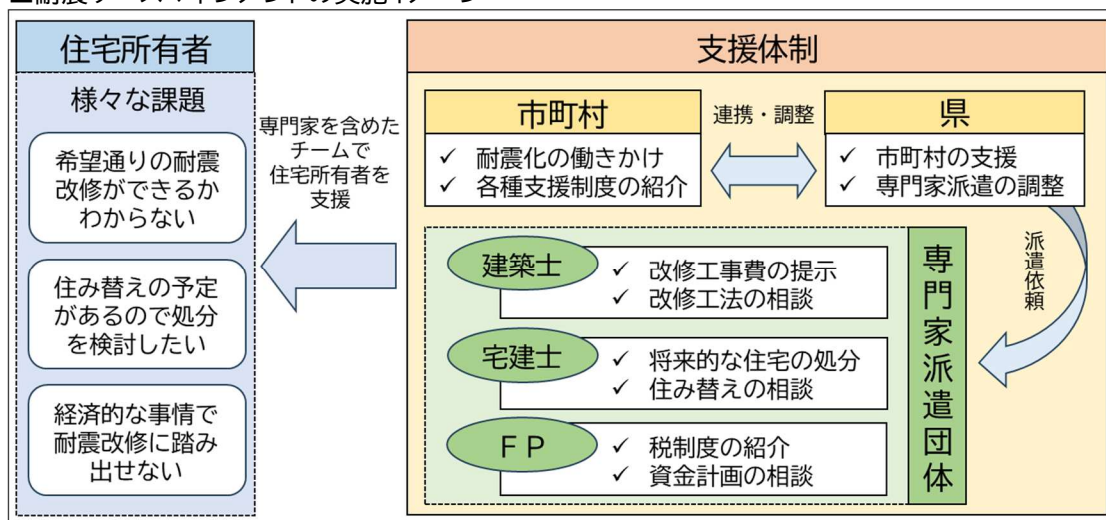 住宅所有者
様々な課題
希望通りの耐震
改修ができるか
わからない
住み替えの予定
があるので処分
を検討したい
経済的な事情で
耐震改修に踏み
出せない
専門家を含めた
チームで
住宅所有者を
支援
支援体制
市町村
✓ 耐震化の働きかけ
✓ 各種支援制度の紹介
連携・調整
県
✓ 市町村の支援
✓ 専門家派遣の調整
派遣依頼
専門家派遣団体
建築士
✓ 改修工事費の提示
✓ 改修工法の相談
宅建士
✓ 将来的な住宅の処分
✓ 住み替えの相談
ＦＰ
✓ 税制度の紹介
✓ 資金計画の相談